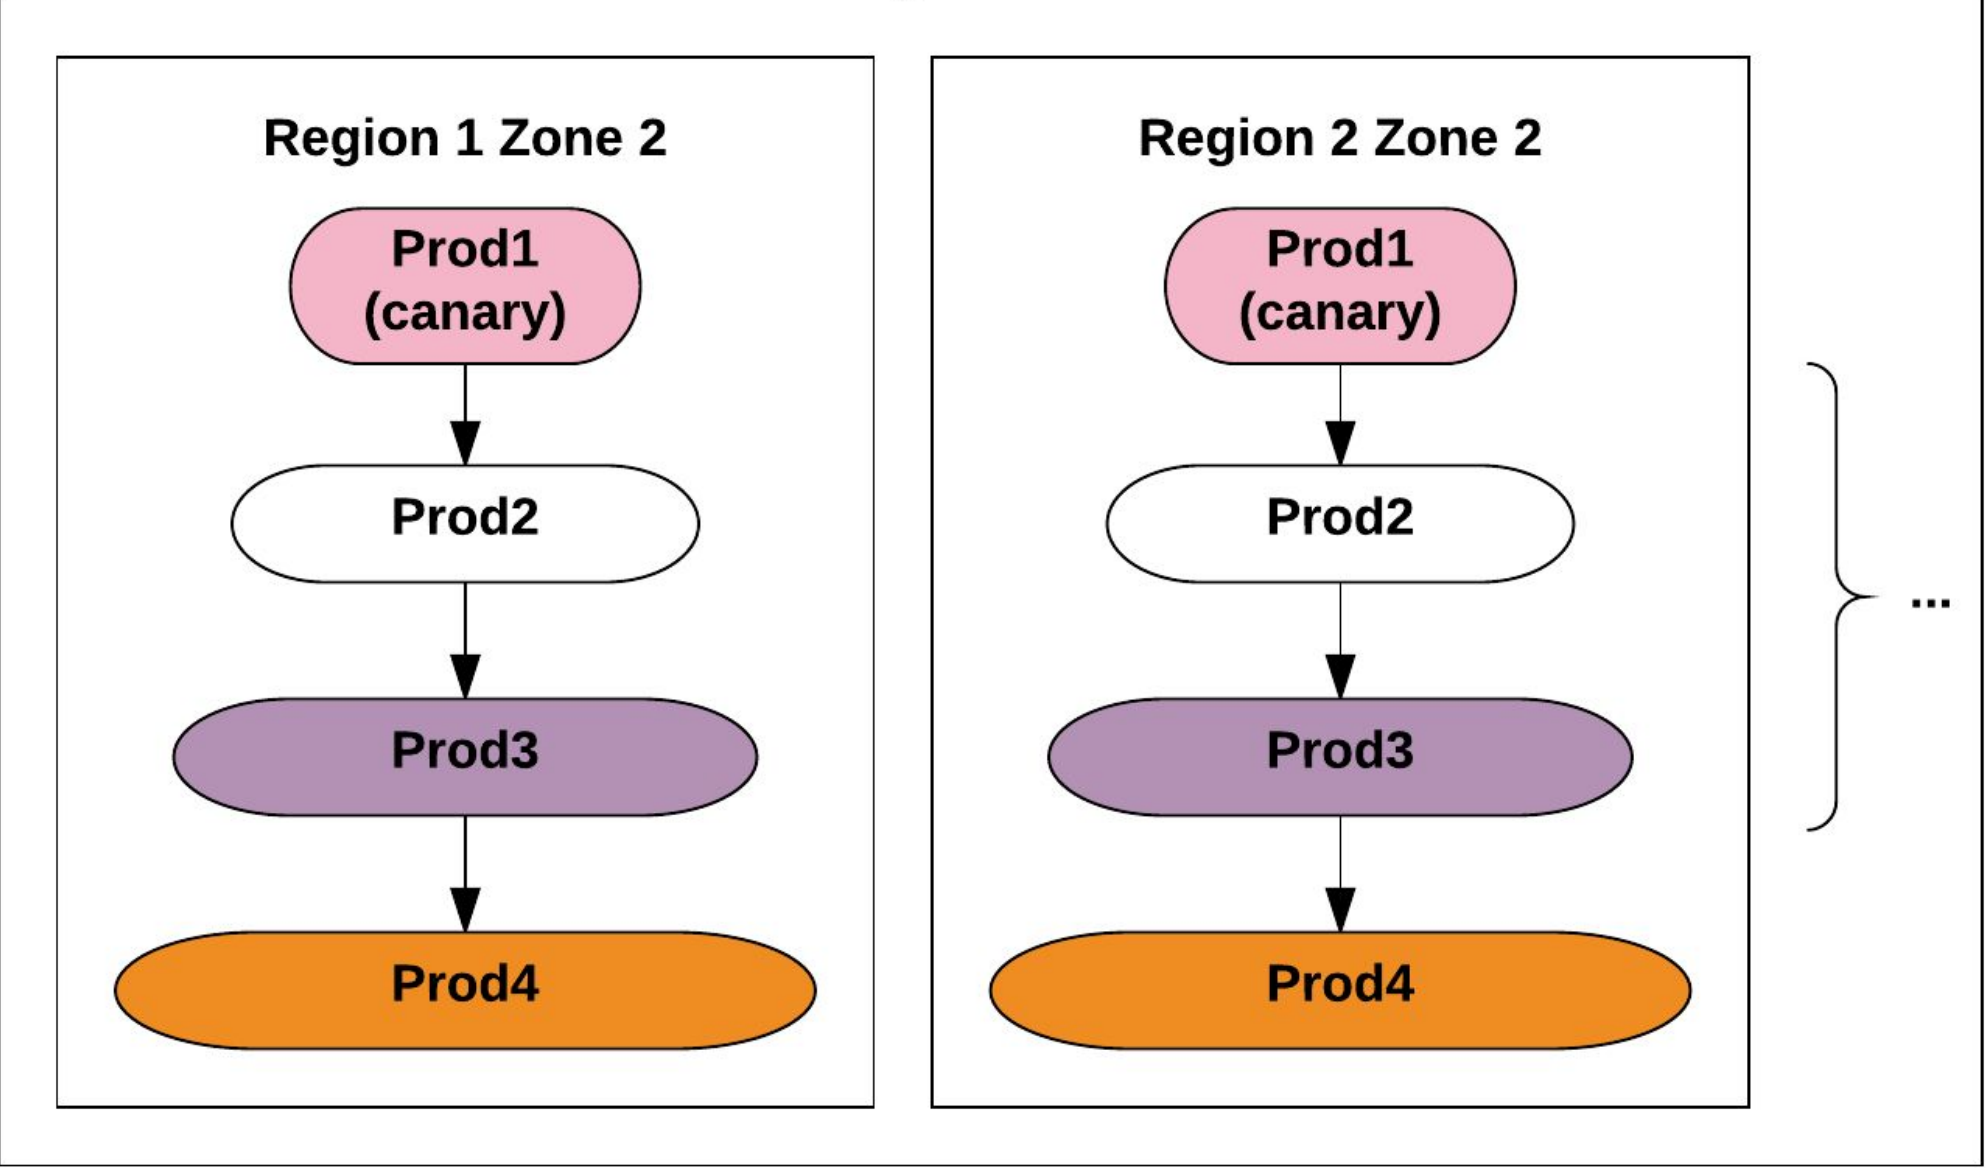 Region 1 Zone 2
Prod1
(canary)
Prod2
Prod3
Prod4
Region 2 Zone 2
Prod1
(canary)
Prod2
Prod3
Prod4
...